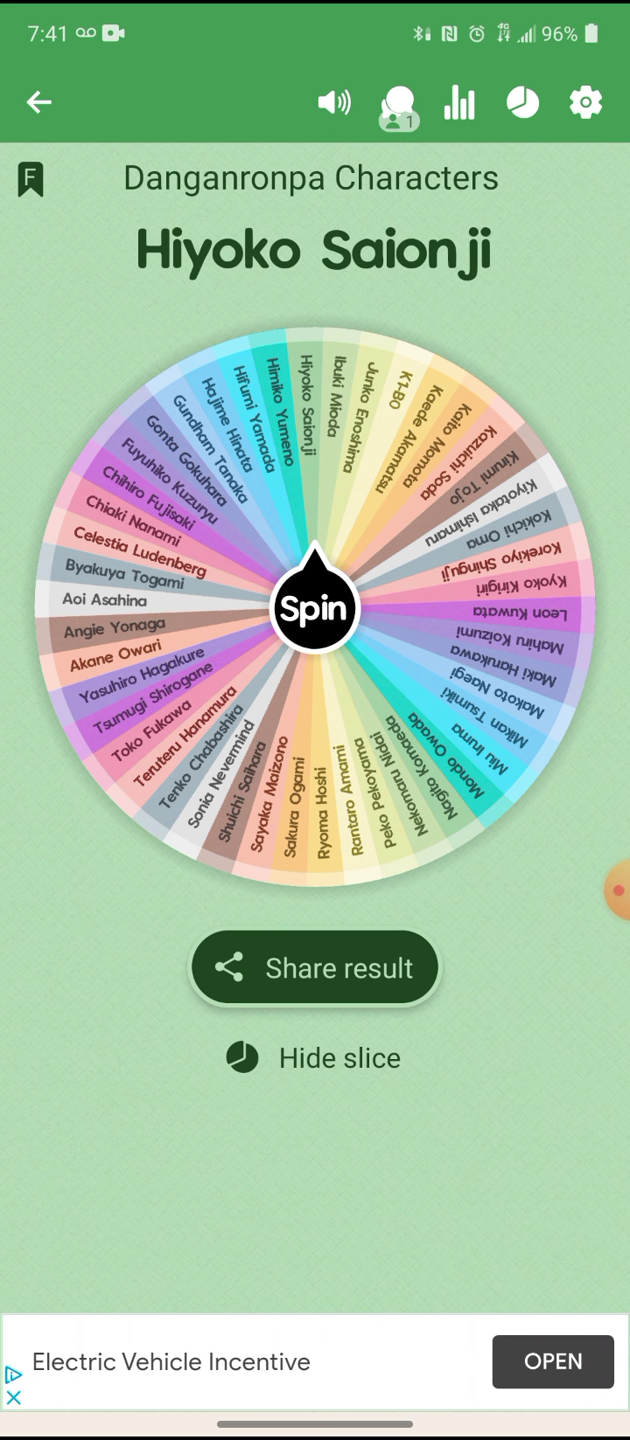 7:41
4G
96%
1
F
Danganronpa Characters
Hiyoko Saionji
Hiyoko Saionji
Ibuki Mioda
Junko Enoshima
K1-B0
Kaede Akamatsu
Kaito Momota
Kazuichi Soda
Kirumi Tojo
Kiyotaka Ishimaru
Kokichi Oma
Korekiyo Shinguji
Kyoko Kirigiri
Leon Kuwata
Mahiru Koizumi
Maki Harukawa
Makoto Naegi
Mikan Tsumiki
Miu Iruma
Mondo Owada
Nagito Komaeda
Nekomaru Nidai
Peko Pekoyama
Rantaro Amami
Ryoma Hoshi
Sakura Ogami
Sayaka Maizono
Shuichi Saihara
Sonia Nevermind
Tenko Chabashira
Teruteru Hanamura
Toko Fukawa
Tsumugi Shirogane
Yasuhiro Hagakure
Akane Owari
Angie Yonaga
Aoi Asahina
Byakuya Togami
Celestia Ludenberg
Chiaki Nanami
Chihiro Fujisaki
Fuyuhiko Kuzuryu
Gonta Gokuhara
Gundham Tanaka
Hajime Hinata
Hifumi Yamada
Himiko Yumeno
Spin
Share result
Hide slice
Electric Vehicle Incentive
OPEN